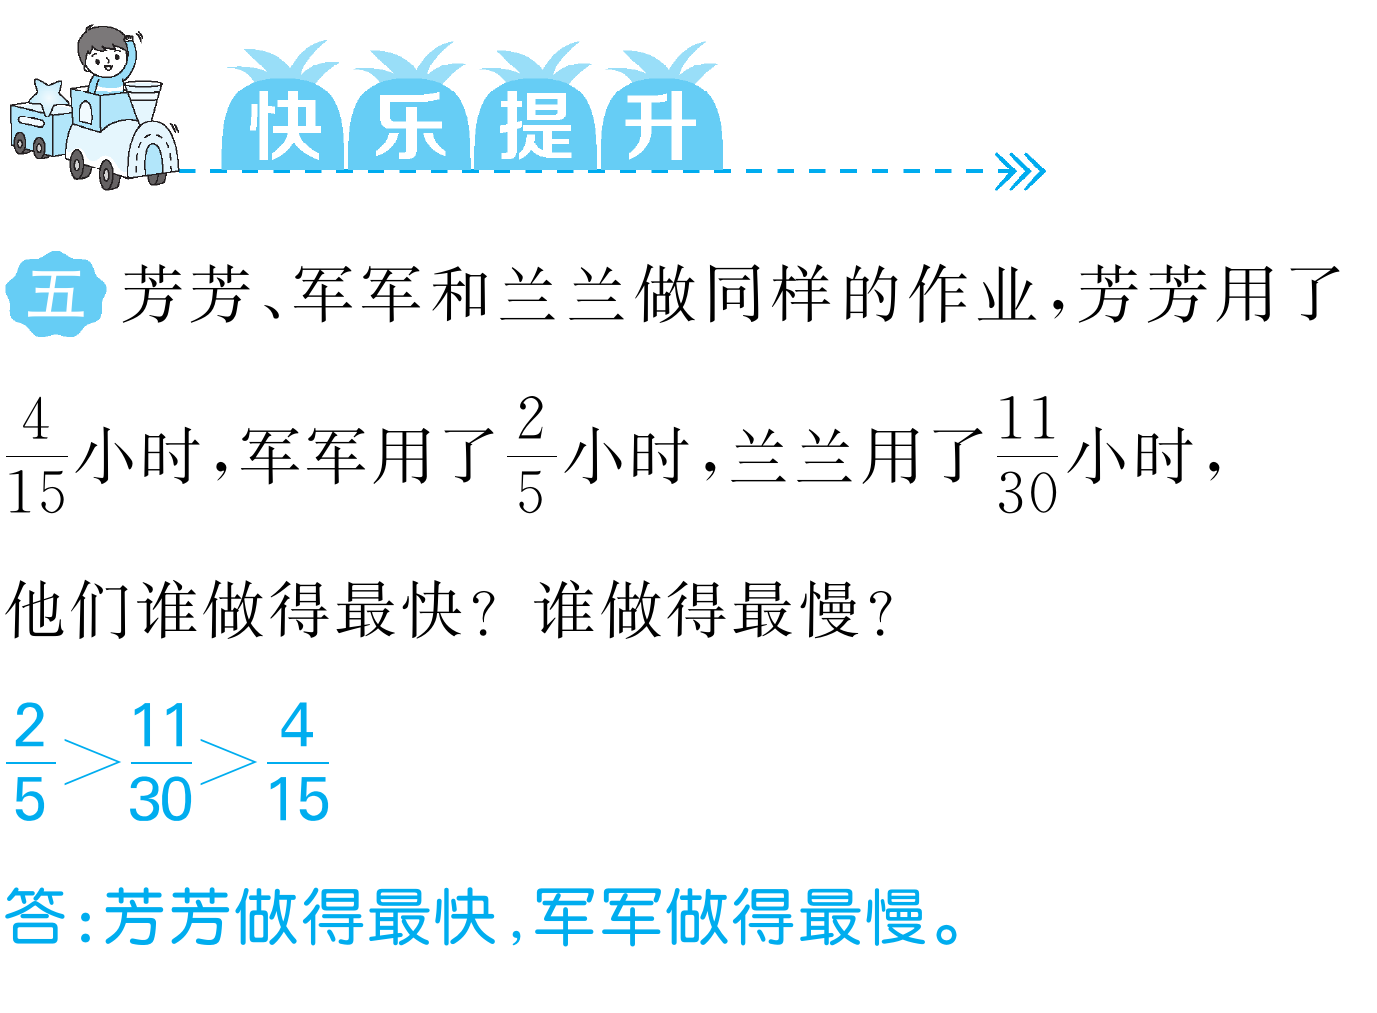 快乐提升
五 芳芳、军军和兰兰做同样的作业,芳芳用了
4/15小时,军军用了2/5小时,兰兰用了11/30小时,
他们谁做得最快? 谁做得最慢?
2/5>11/30>4/15
答:芳芳做得最快,军军做得最慢。